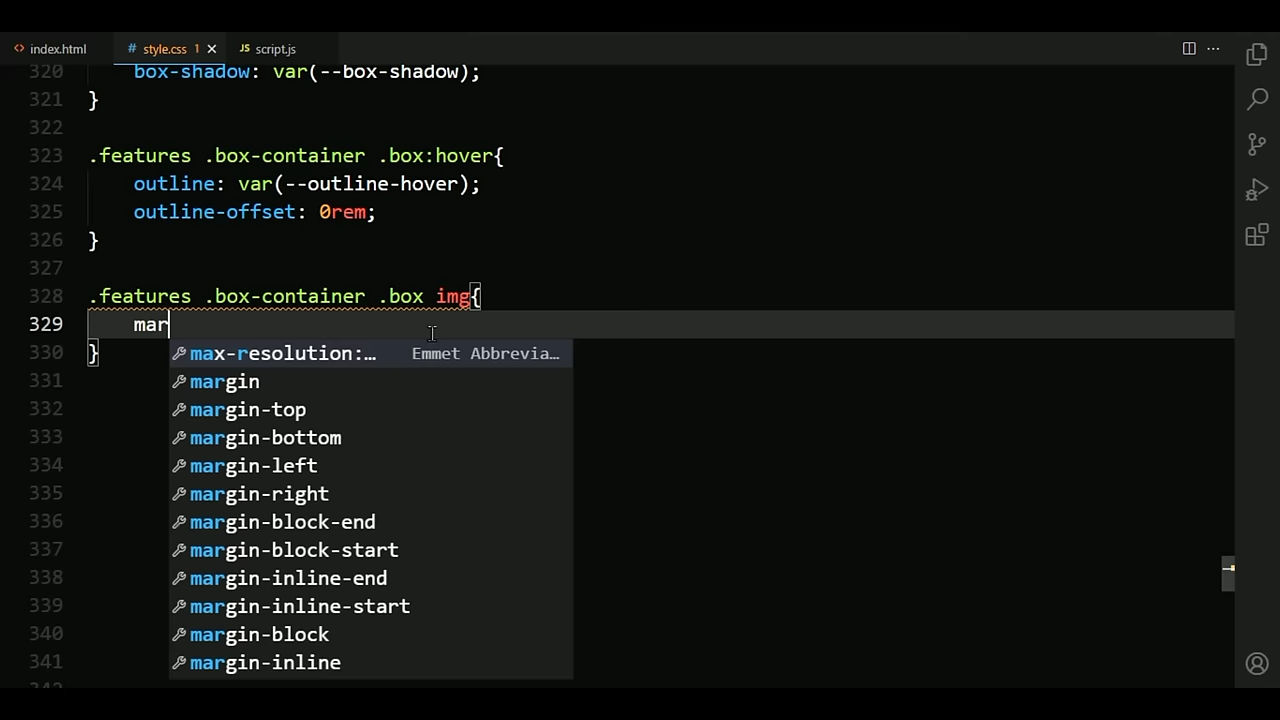 index.html
# style.css 1
JS script.js
320 box-shadow: var(--box-shadow);
321 }
322
323 .features .box-container .box:hover{
324 outline: var(--outline-hover);
325 outline-offset: 0rem;
326 }
327
328 .features .box-container .box img{
329 mar
330 }
331
332
333
334
335
336
337
338
339
340
341
max-resolution:… Emmet Abbrevia…
margin
margin-top
margin-bottom
margin-left
margin-right
margin-block-end
margin-block-start
margin-inline-end
margin-inline-start
margin-block
margin-inline